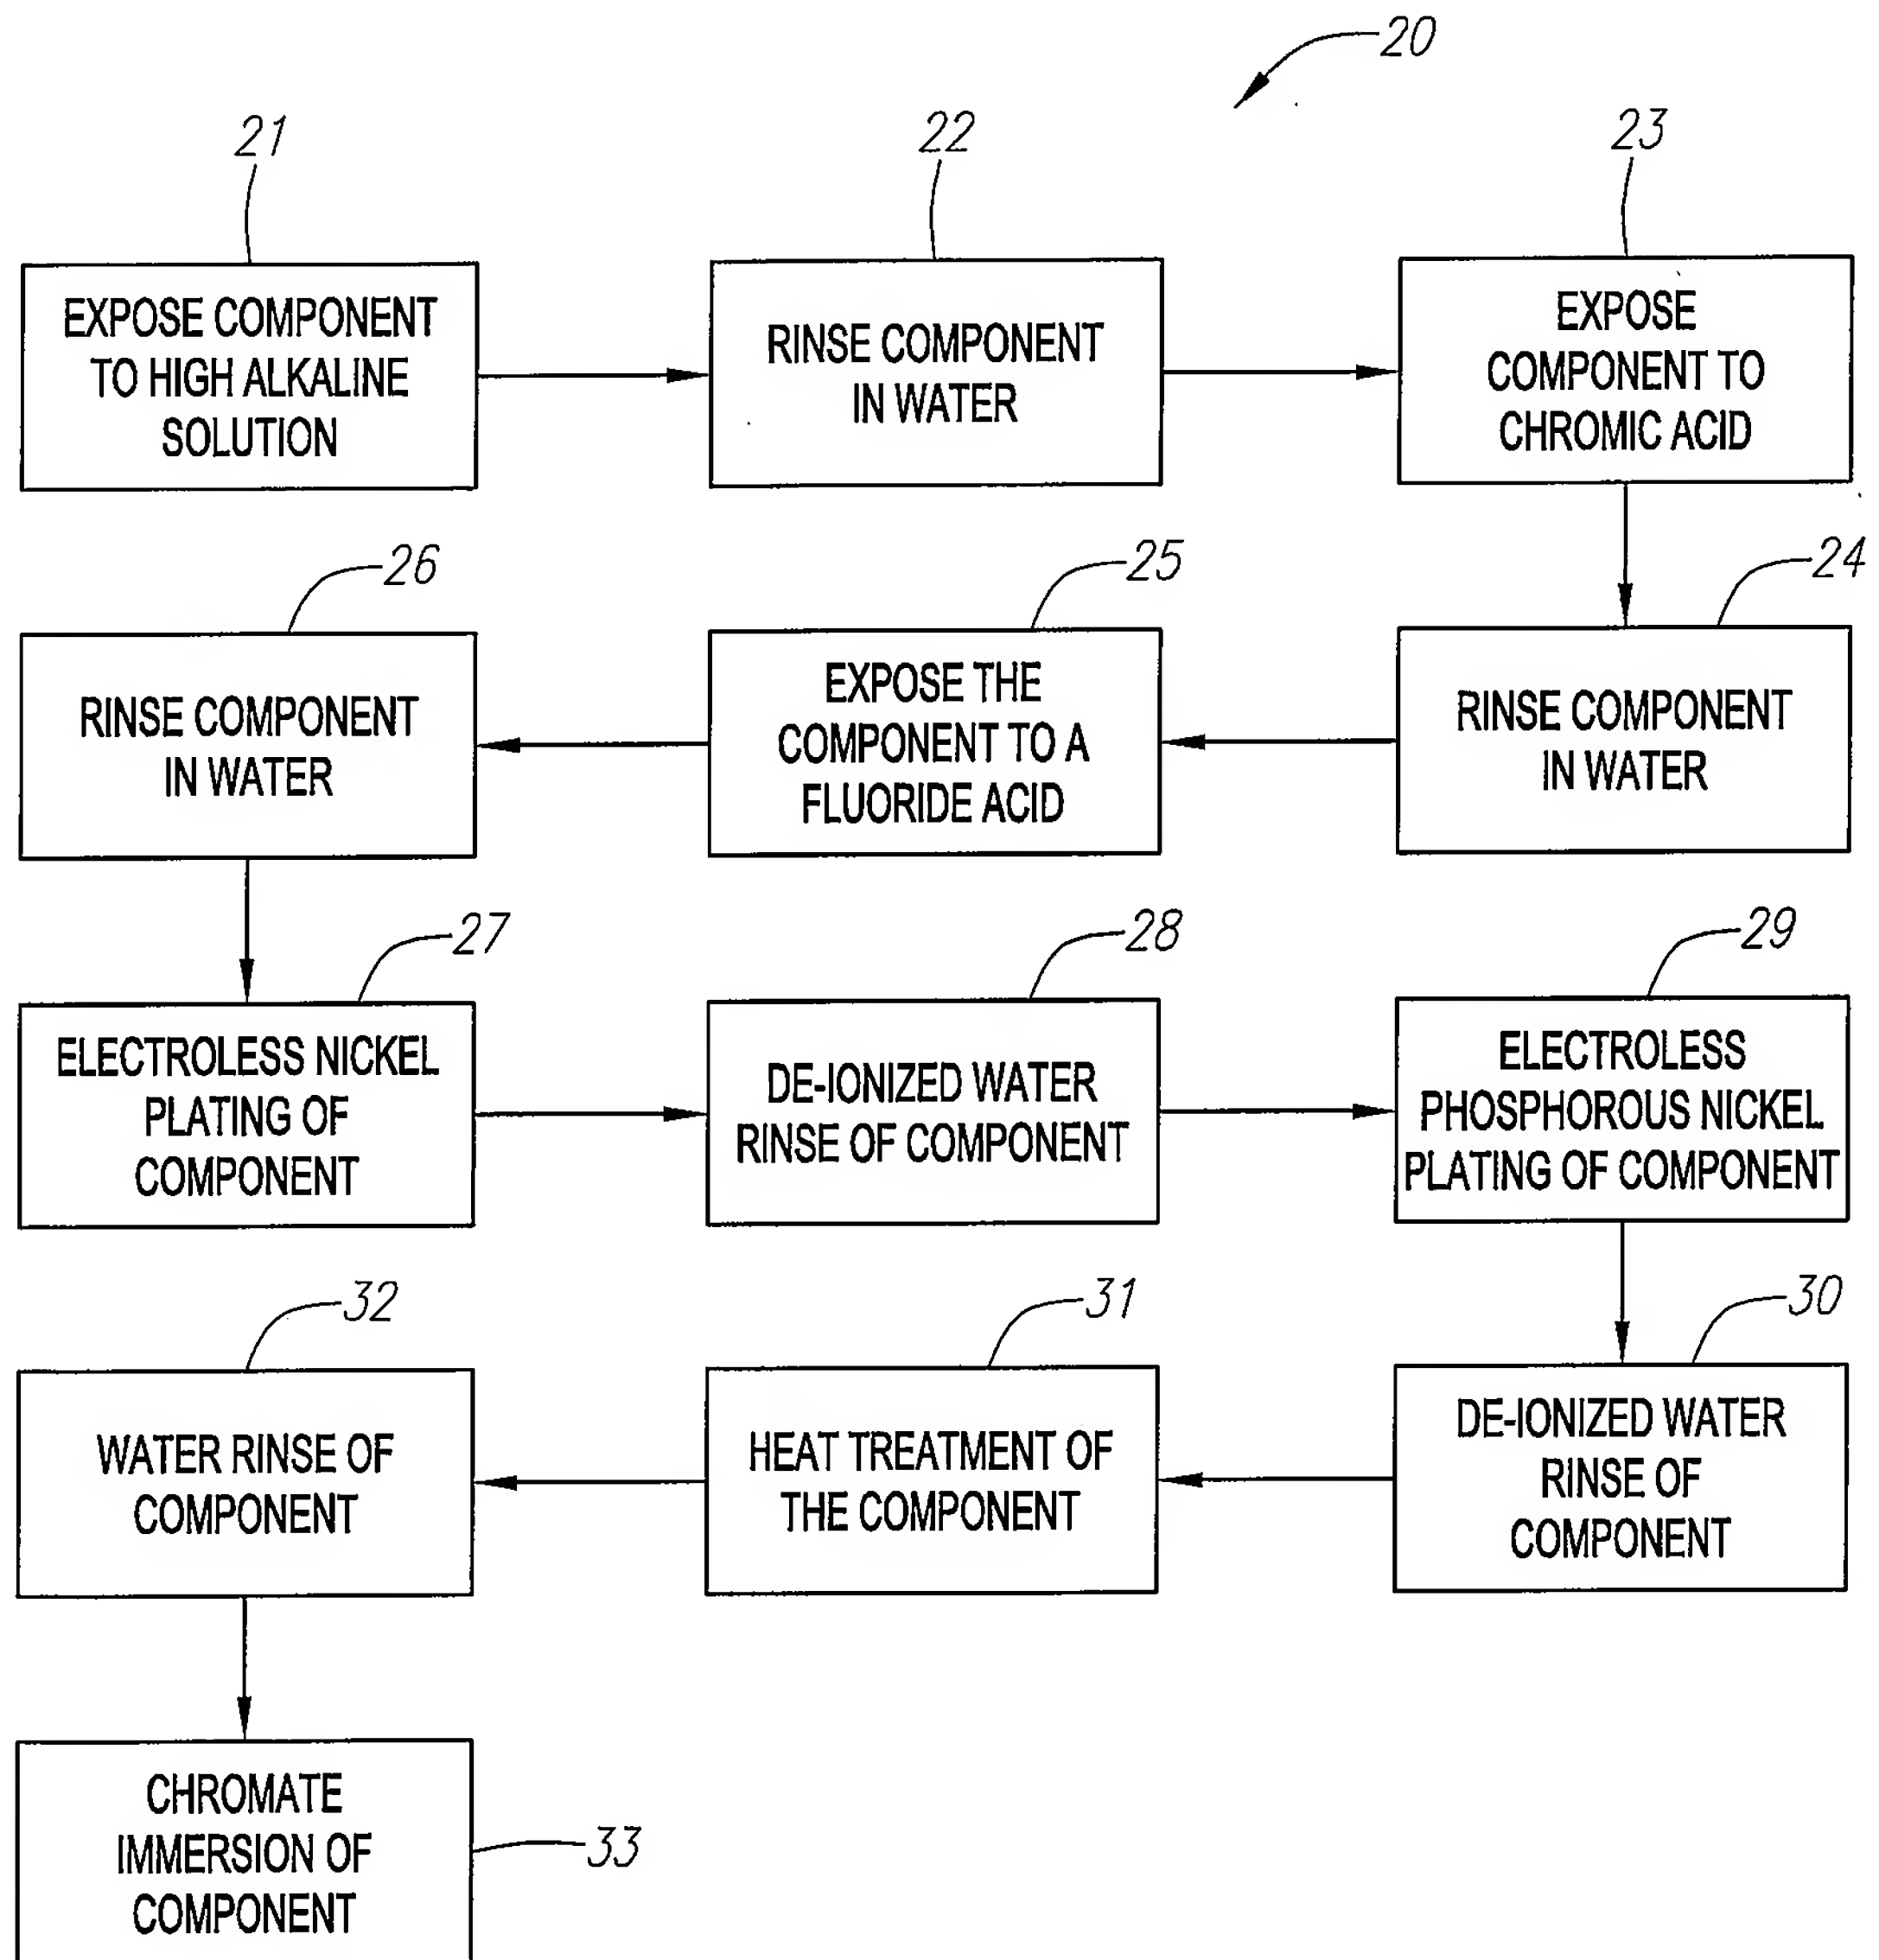 20
21
EXPOSE COMPONENT
TO HIGH ALKALINE
SOLUTION
22
RINSE COMPONENT
IN WATER
23
EXPOSE
COMPONENT TO
CHROMIC ACID
24
RINSE COMPONENT
IN WATER
25
EXPOSE THE
COMPONENT TO A
FLUORIDE ACID
26
RINSE COMPONENT
IN WATER
27
ELECTROLESS NICKEL
PLATING OF
COMPONENT
28
DE-IONIZED WATER
RINSE OF COMPONENT
29
ELECTROLESS
PHOSPHOROUS NICKEL
PLATING OF COMPONENT
30
DE-IONIZED WATER
RINSE OF
COMPONENT
31
HEAT TREATMENT OF
THE COMPONENT
32
WATER RINSE OF
COMPONENT
33
CHROMATE
IMMERSION OF
COMPONENT